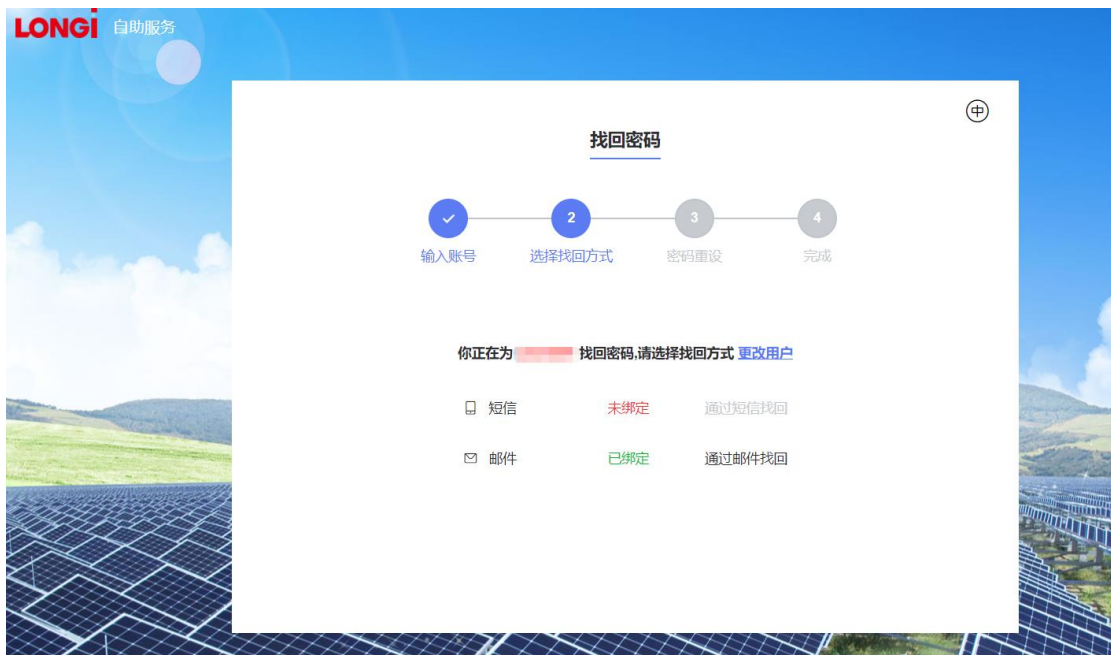 LONGi 自助服务
中
找回密码
2 3 4
输入账号 选择找回方式 密码重设 完成
你正在为 找回密码,请选择找回方式 更改用户
短信 未绑定 通过短信找回
邮件 已绑定 通过邮件找回